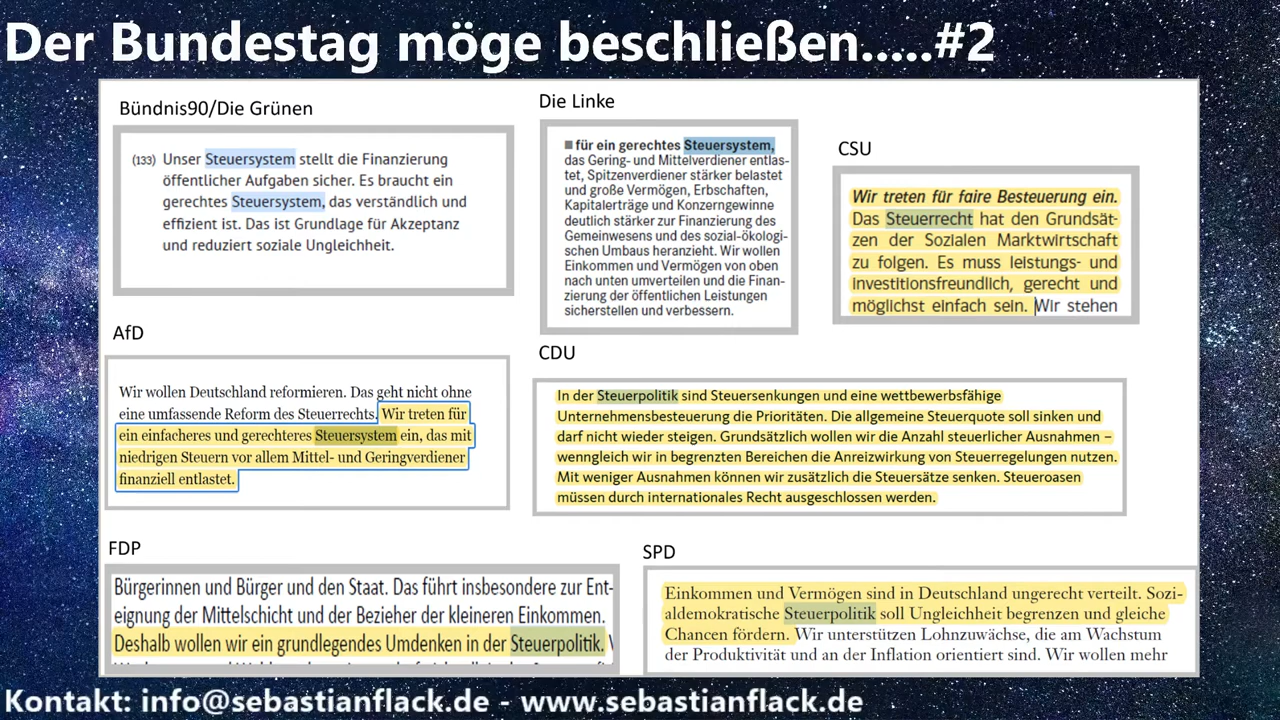 Der Bundestag möge beschließen.....#2
Bündnis90/Die Grünen
(133) Unser Steuersystem stellt die Finanzierung
öffentlicher Aufgaben sicher. Es braucht ein
gerechtes Steuersystem, das verständlich und
effizient ist. Das ist Grundlage für Akzeptanz
und reduziert soziale Ungleichheit.
Die Linke
■ für ein gerechtes Steuersystem,
das Gering- und Mittelverdiener entlas-
tet, Spitzenverdiener stärker belastet
und große Vermögen, Erbschaften,
Kapitalerträge und Konzerngewinne
deutlich stärker zur Finanzierung des
Gemeinwesens und des sozial-ökologi-
schen Umbaus heranzieht. Wir wollen
Einkommen und Vermögen von oben
nach unten umverteilen und die Finan-
zierung der öffentlichen Leistungen
sicherstellen und verbessern.
CSU
Wir treten für faire Besteuerung ein.
Das Steuerrecht hat den Grundsät-
zen der Sozialen Marktwirtschaft
zu folgen. Es muss leistungs- und
investitionsfreundlich, gerecht und
möglichst einfach sein. Wir stehen
AfD
Wir wollen Deutschland reformieren. Das geht nicht ohne
eine umfassende Reform des Steuerrechts. Wir treten für
ein einfacheres und gerechteres Steuersystem ein, das mit
niedrigen Steuern vor allem Mittel- und Geringverdiener
finanziell entlastet.
CDU
In der Steuerpolitik sind Steuersenkungen und eine wettbewerbsfähige
Unternehmensbesteuerung die Prioritäten. Die allgemeine Steuerquote soll sinken und
darf nicht wieder steigen. Grundsätzlich wollen wir die Anzahl steuerlicher Ausnahmen –
wenngleich wir in begrenzten Bereichen die Anreizwirkung von Steuerregelungen nutzen.
Mit weniger Ausnahmen können wir zusätzlich die Steuersätze senken. Steueroasen
müssen durch internationales Recht ausgeschlossen werden.
FDP
Bürgerinnen und Bürger und den Staat. Das führt insbesondere zur Ent-
eignung der Mittelschicht und der Bezieher der kleineren Einkommen.
Deshalb wollen wir ein grundlegendes Umdenken in der Steuerpolitik.
SPD
Einkommen und Vermögen sind in Deutschland ungerecht verteilt. Sozi-
aldemokratische Steuerpolitik soll Ungleichheit begrenzen und gleiche
Chancen fördern. Wir unterstützen Lohnzuwächse, die am Wachstum
der Produktivität und an der Inflation orientiert sind. Wir wollen mehr
Kontakt: info@sebastianflack.de - www.sebastianflack.de